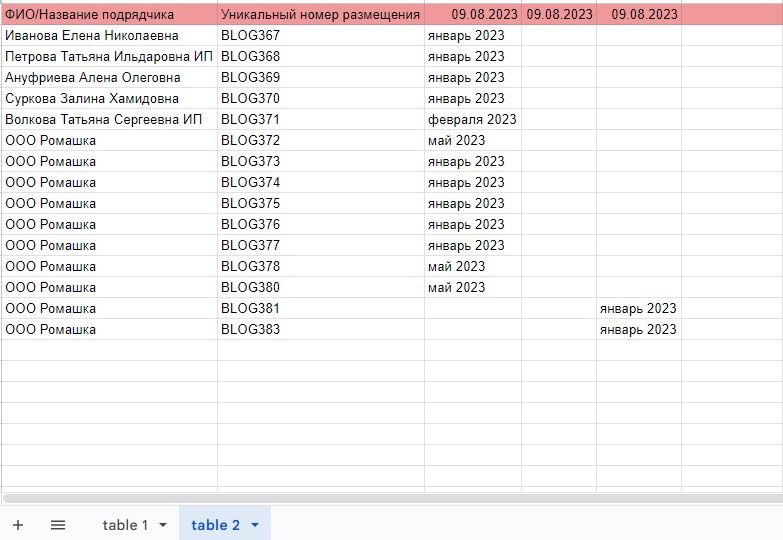 ФИО/Название подрядчика Уникальный номер размещения 09.08.2023 09.08.2023 09.08.2023
Иванова Елена Николаевна BLOG367 январь 2023
Петрова Татьяна Ильдаровна ИП BLOG368 январь 2023
Ануфриева Алена Олеговна BLOG369 январь 2023
Суркова Залина Хамидовна BLOG370 январь 2023
Волкова Татьяна Сергеевна ИП BLOG371 февраля 2023
ООО Ромашка BLOG372 май 2023
ООО Ромашка BLOG373 январь 2023
ООО Ромашка BLOG374 январь 2023
ООО Ромашка BLOG375 январь 2023
ООО Ромашка BLOG376 январь 2023
ООО Ромашка BLOG377 январь 2023
ООО Ромашка BLOG378 май 2023
ООО Ромашка BLOG380 май 2023
ООО Ромашка BLOG381 январь 2023
ООО Ромашка BLOG383 январь 2023
table 1 table 2